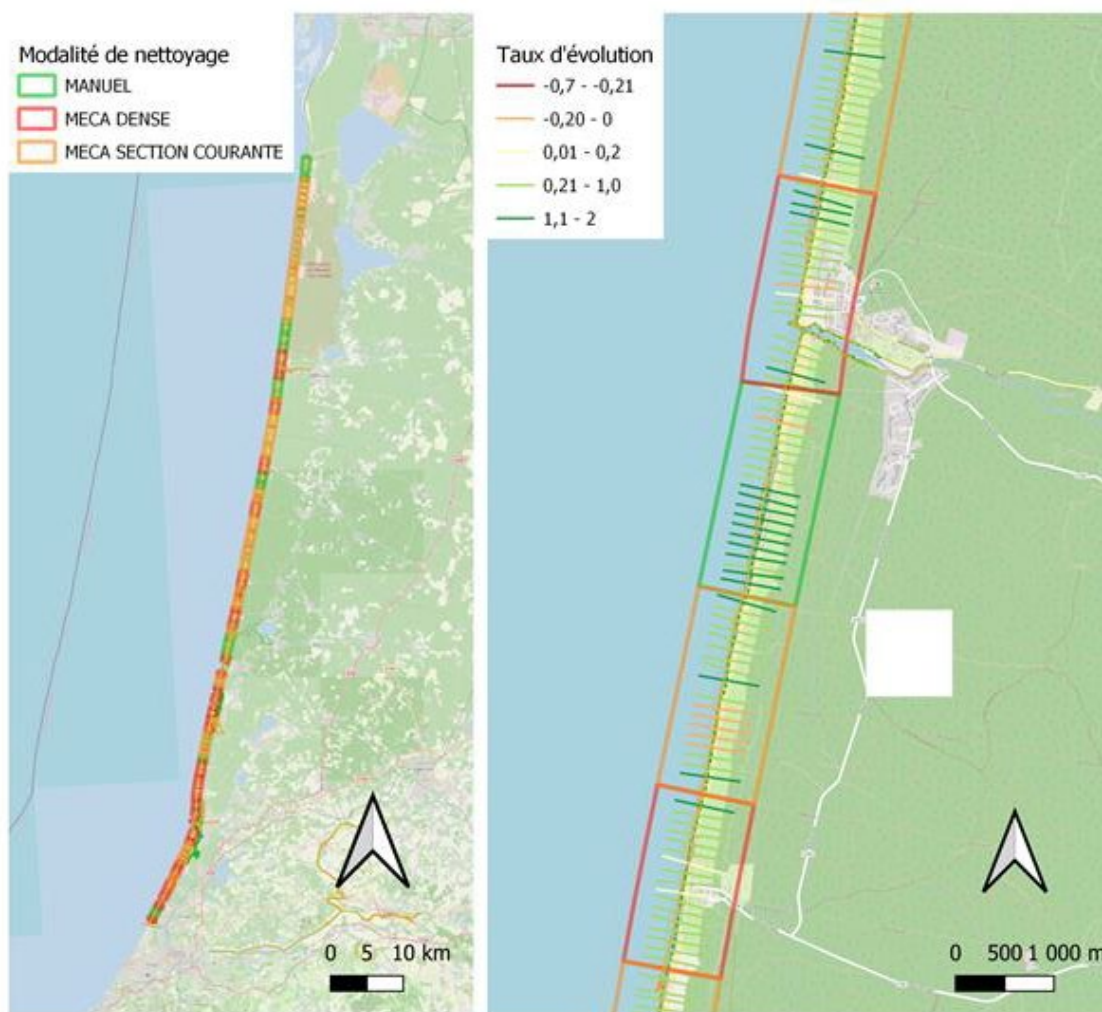 Modalité de nettoyage
MANUEL
MECA DENSE
MECA SECTION COURANTE
0 5 10 km
Taux d'évolution
-0,7 - -0,21
-0,20 - 0
0,01 - 0,2
0,21 - 1,0
1,1 - 2
0 500 1 000 m